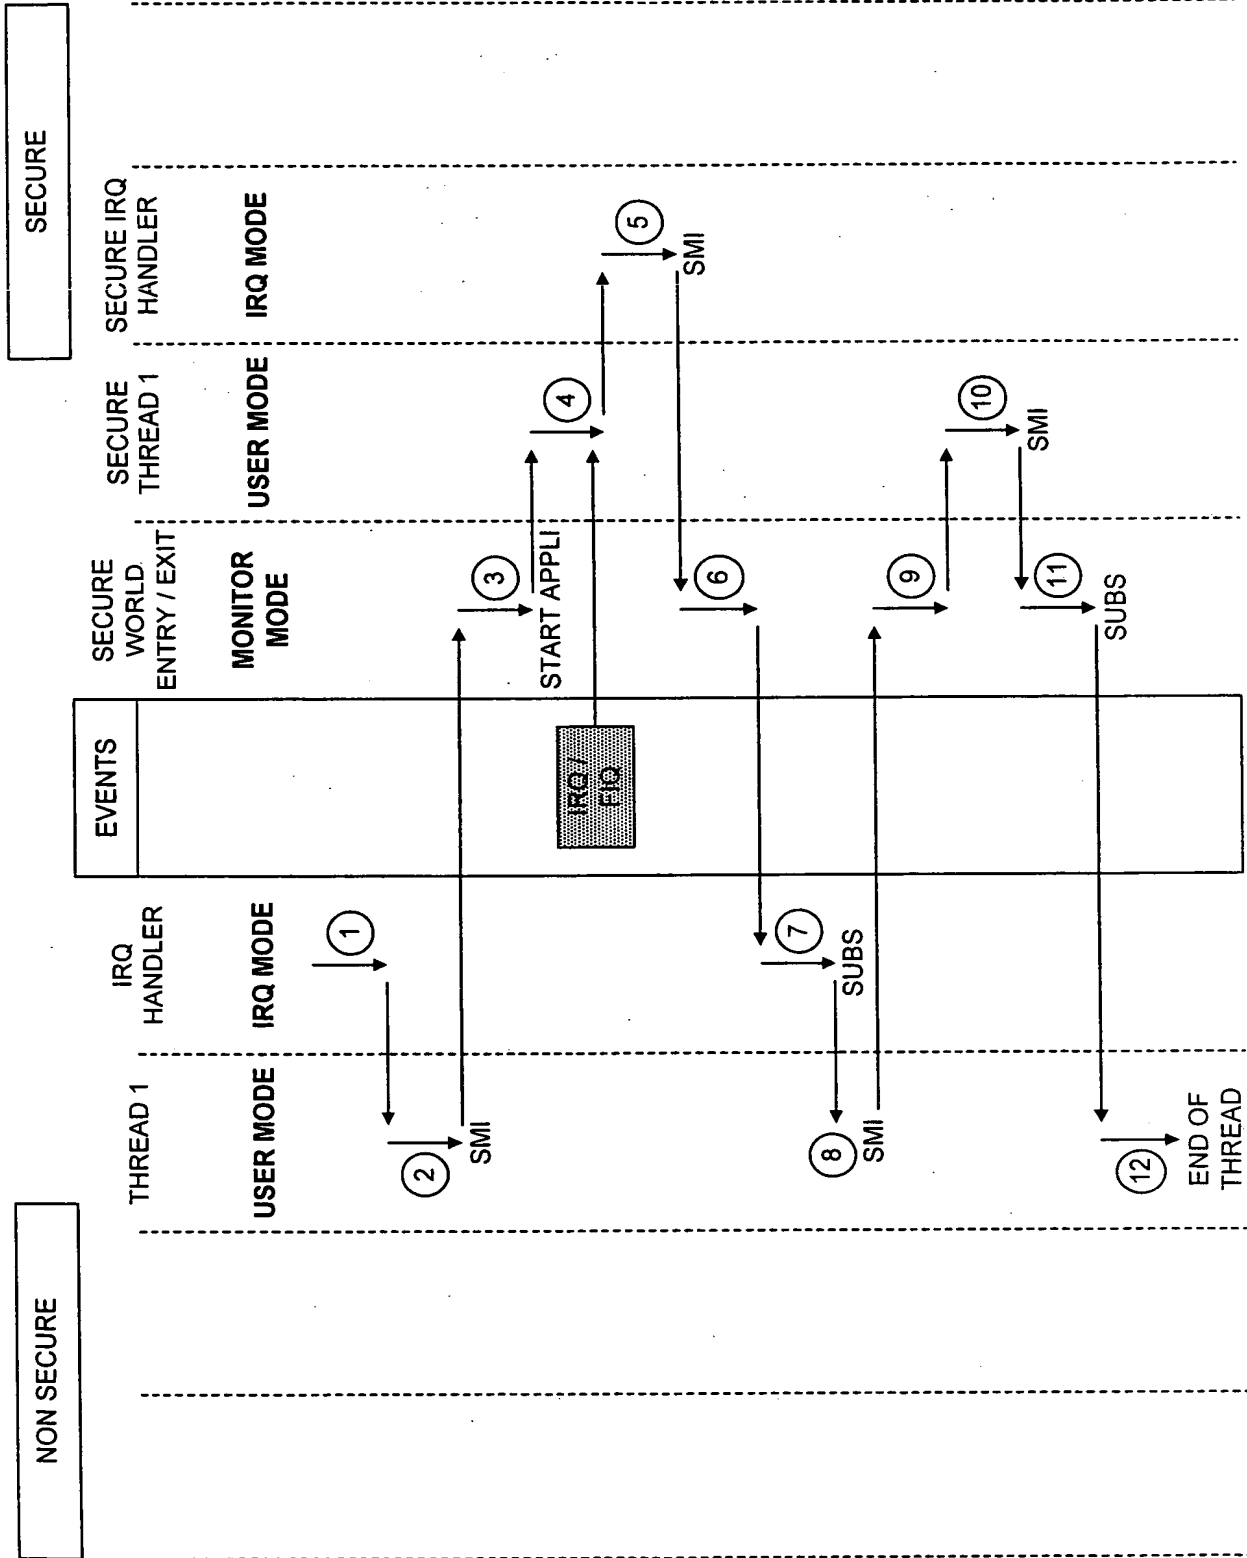 NON SECURE
SECURE
THREAD 1
USER MODE
IRQ
HANDLER
IRQ MODE
EVENTS
SECURE
WORLD
ENTRY / EXIT
MONITOR
MODE
SECURE
THREAD 1
USER MODE
SECURE IRQ
HANDLER
IRQ MODE
1
2
SMI
3
START APPLI
4
IRQ /
FIQ
5
SMI
6
7
SUBS
8
SMI
9
10
SMI
11
SUBS
12
END OF
THREAD